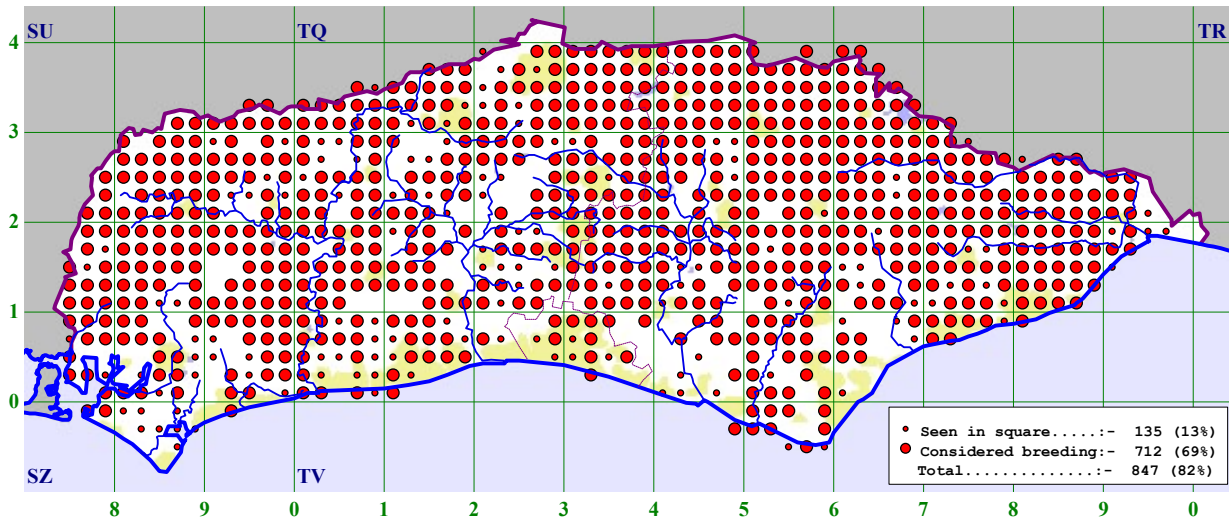 SU TQ TR
4
3
2
1
0
Seen in square.....:- 135 (13%)
Considered breeding:- 712 (69%)
Total..............:- 847 (82%)
SZ TV
8 9 0 1 2 3 4 5 6 7 8 9 0